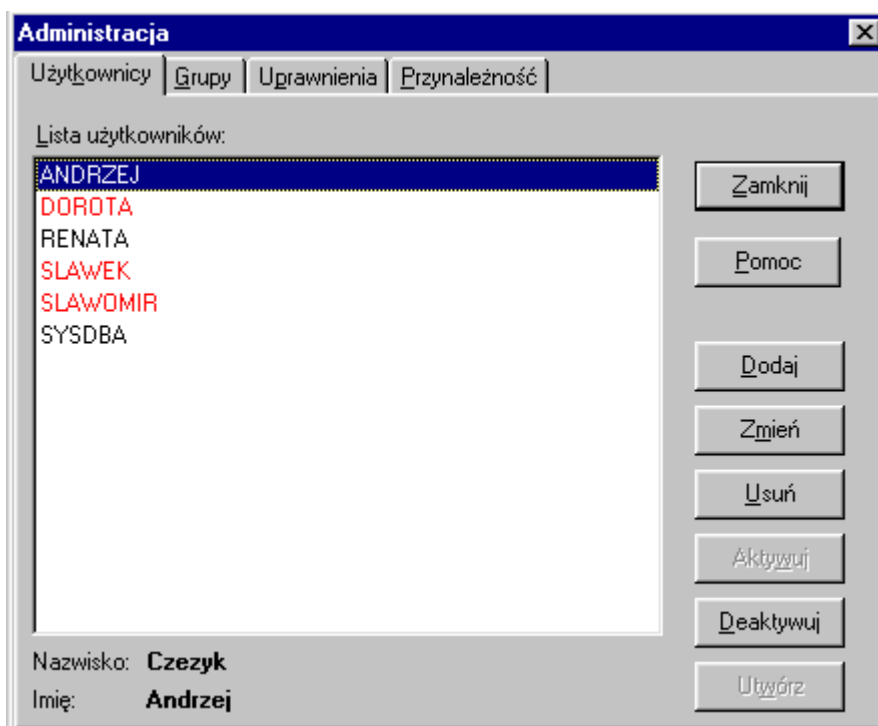 Administracja
Użytkownicy Grupy Uprawnienia Przynależność
Lista użytkowników:
ANDRZEJ
DOROTA
RENATA
SLAWEK
SLAWOMIR
SYSDBA
Zamknij
Pomoc
Dodaj
Zmień
Usuń
Aktywuj
Deaktywuj
Utwórz
Nazwisko: Czezyk
Imię: Andrzej